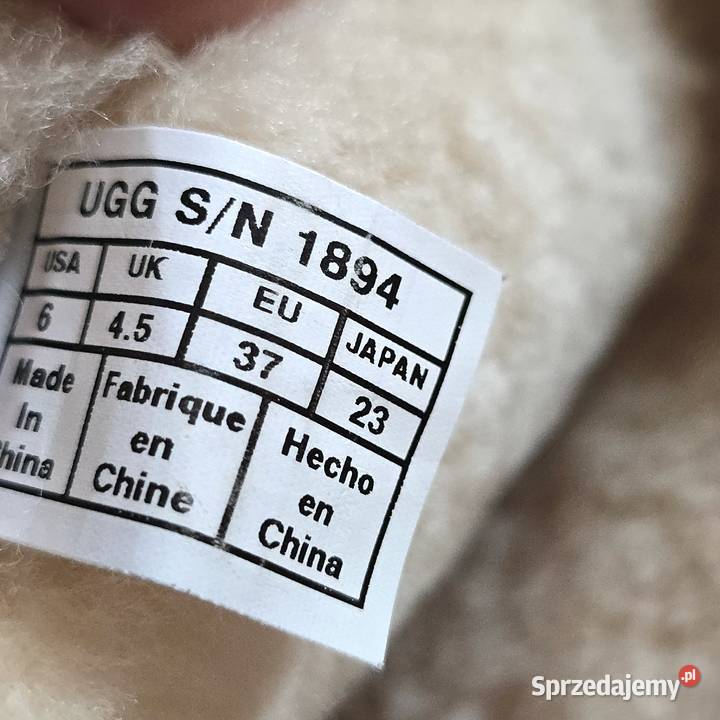 UGG S/N 1894
USA UK EU JAPAN
6 4.5 37 23
Made Fabrique Hecho
In en en
China Chine China
Sprzedajemy.pl